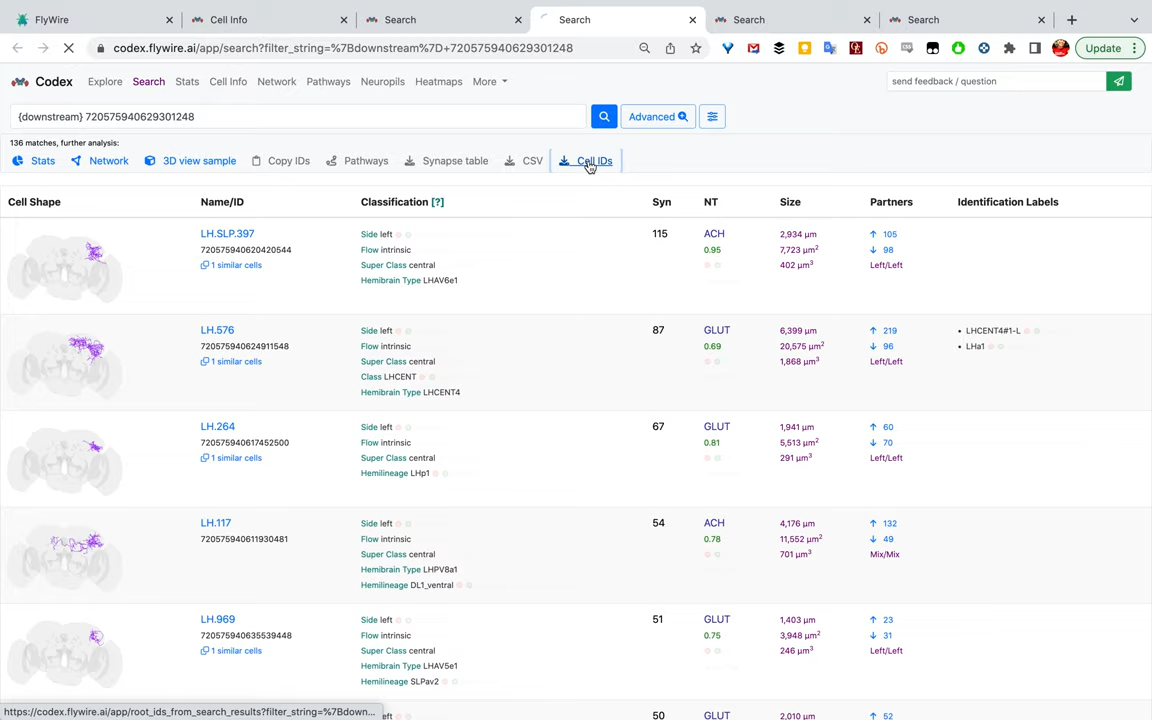 FlyWire
Cell Info
Search
Search
Search
Search
codex.flywire.ai/app/search?filter_string=%7Bdownstream%7D+720575940629301248
Update
Codex
Explore
Search
Stats
Cell Info
Network
Pathways
Neuropils
Heatmaps
More
send feedback / question
{downstream} 720575940629301248
Advanced
136 matches, further analysis:
Stats
Network
3D view sample
Copy IDs
Pathways
Synapse table
CSV
Cell IDs
Cell Shape
Name/ID
Classification [?]
Syn
NT
Size
Partners
Identification Labels
LH.SLP.397
720575940620420544
1 similar cells
Side left
Flow intrinsic
Super Class central
Hemibrain Type LHAV6e1
115
ACH
0.95
2,934 µm
7,723 µm²
402 µm³
↑ 105
↓ 98
Left/Left
LH.576
720575940624911548
1 similar cells
Side left
Flow intrinsic
Super Class central
Class LHCENT
Hemibrain Type LHCENT4
87
GLUT
0.69
6,399 µm
20,575 µm²
1,868 µm³
↑ 219
↓ 96
Left/Left
• LHCENT4#1-L
• LHa1
LH.264
720575940617452500
1 similar cells
Side left
Flow intrinsic
Super Class central
Hemilineage LHp1
67
GLUT
0.81
1,941 µm
5,513 µm²
291 µm³
↑ 60
↓ 70
Left/Left
LH.117
720575940611930481
Side left
Flow intrinsic
Super Class central
Hemibrain Type LHPV8a1
Hemilineage DL1_ventral
54
ACH
0.78
4,176 µm
11,552 µm²
701 µm³
↑ 132
↓ 49
Mix/Mix
LH.969
720575940635539448
1 similar cells
Side left
Flow intrinsic
Super Class central
Hemibrain Type LHAV5e1
Hemilineage SLPav2
51
GLUT
0.75
1,403 µm
3,948 µm²
246 µm³
↑ 23
↓ 31
Left/Left
left
50
GLUT
2,010 µm
↑ 52
https://codex.flywire.ai/app/root_ids_from_search_results?filter_string=%7Bdown...